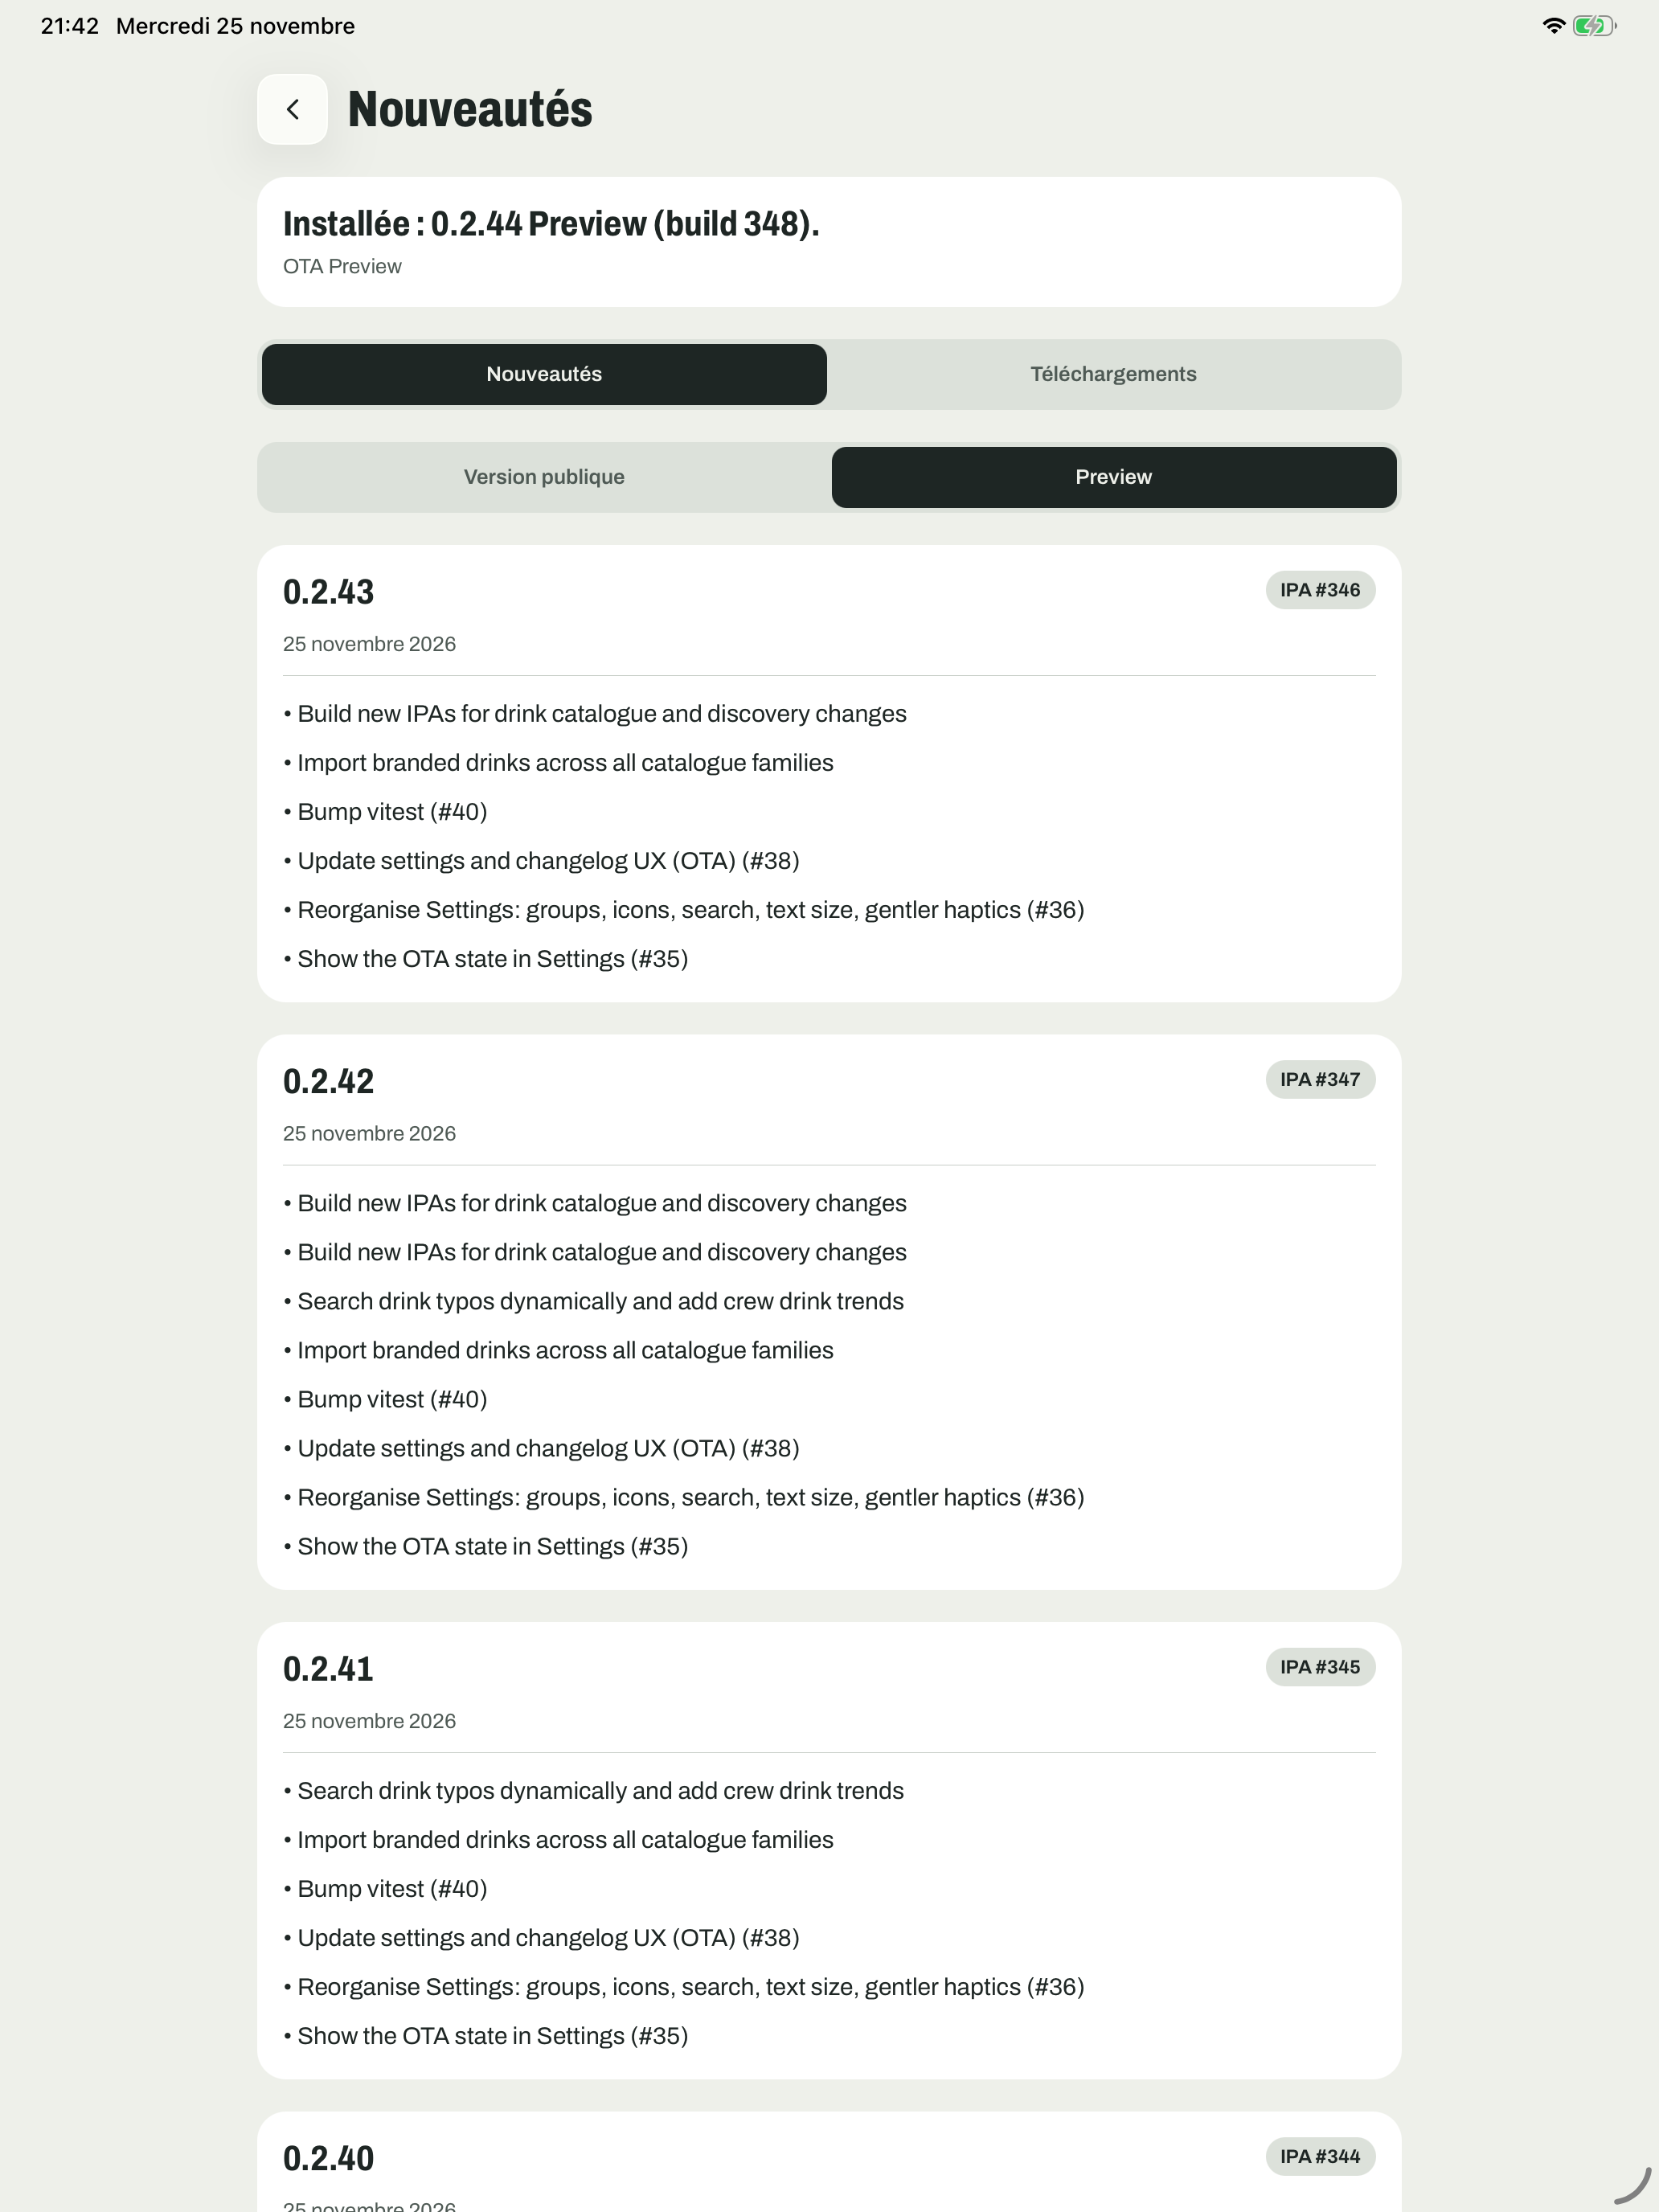 21:42 Mercredi 25 novembre
Nouveautés
Installée : 0.2.44 Preview (build 348).
OTA Preview
Nouveautés
Téléchargements
Version publique
Preview
0.2.43
IPA #346
25 novembre 2026
• Build new IPAs for drink catalogue and discovery changes
• Import branded drinks across all catalogue families
• Bump vitest (#40)
• Update settings and changelog UX (OTA) (#38)
• Reorganise Settings: groups, icons, search, text size, gentler haptics (#36)
• Show the OTA state in Settings (#35)
0.2.42
IPA #347
25 novembre 2026
• Build new IPAs for drink catalogue and discovery changes
• Build new IPAs for drink catalogue and discovery changes
• Search drink typos dynamically and add crew drink trends
• Import branded drinks across all catalogue families
• Bump vitest (#40)
• Update settings and changelog UX (OTA) (#38)
• Reorganise Settings: groups, icons, search, text size, gentler haptics (#36)
• Show the OTA state in Settings (#35)
0.2.41
IPA #345
25 novembre 2026
• Search drink typos dynamically and add crew drink trends
• Import branded drinks across all catalogue families
• Bump vitest (#40)
• Update settings and changelog UX (OTA) (#38)
• Reorganise Settings: groups, icons, search, text size, gentler haptics (#36)
• Show the OTA state in Settings (#35)
0.2.40
IPA #344
25 novembre 2026